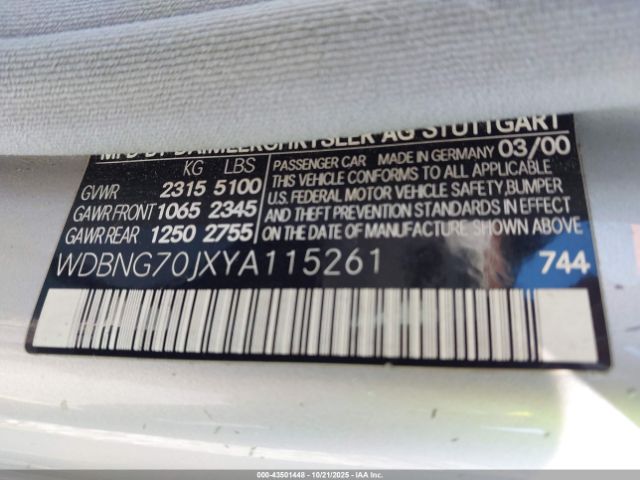 MFD BY DAIMLERCHRYSLER AG STUTTGART
KG LBS
GVWR 2315 5100
GAWR FRONT 1065 2345
GAWR REAR 1250 2755
PASSENGER CAR MADE IN GERMANY 03/00
THIS VEHICLE CONFORMS TO ALL APPLICABLE
U.S. FEDERAL MOTOR VEHICLE SAFETY, BUMPER
AND THEFT PREVENTION STANDARDS IN EFFECT
ON THE DATE OF MANUFACTURE SHOWN ABOVE.
WDBNG70JXYA115261 744
000-43501448 - 10/21/2025 - IAAI.COM